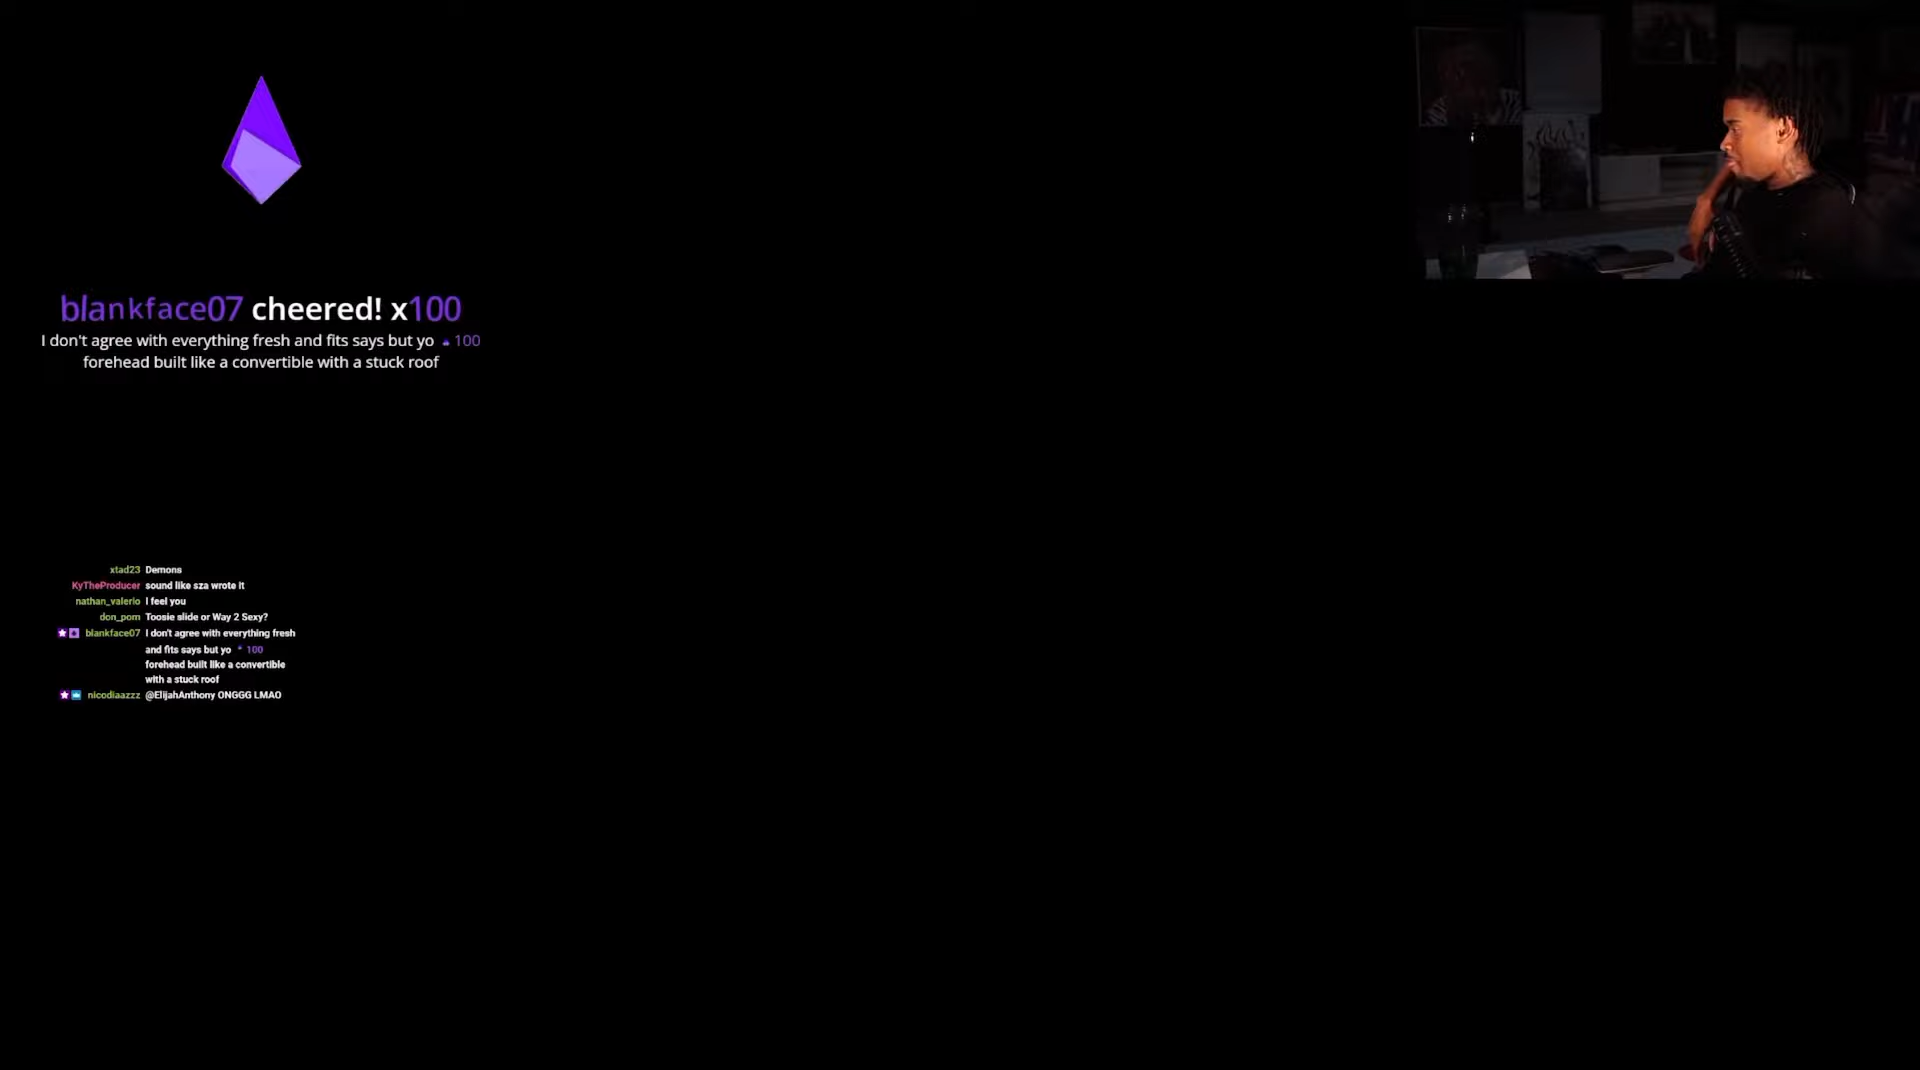 blankface07 cheered! x100
I don't agree with everything fresh and fits says but yo 100
forehead built like a convertible with a stuck roof
xtad23 Demons
KyTheProducer sound like sza wrote it
nathan_valerio I feel you
don_pom Toosie slide or Way 2 Sexy?
blankface07 I don't agree with everything fresh
and fits says but yo 100
forehead built like a convertible
with a stuck roof
nicodiaazzz @ElijahAnthony ONGGG LMAO